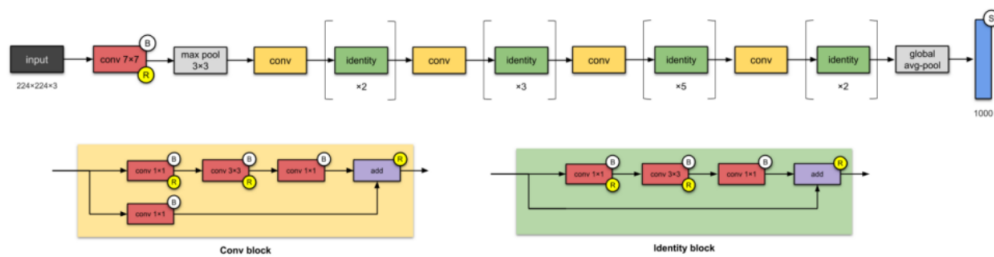 S
B
input
conv 7×7
R
max pool
3×3
conv
identity
conv
identity
conv
identity
conv
identity
global
avg-pool
224×224×3
×2
×3
×5
×2
1000
B
B
B
R
conv 1×1
conv 3×3
conv 1×1
add
R
R
B
conv 1×1
Conv block
B
B
B
R
conv 1×1
conv 3×3
conv 1×1
add
R
R
Identity block